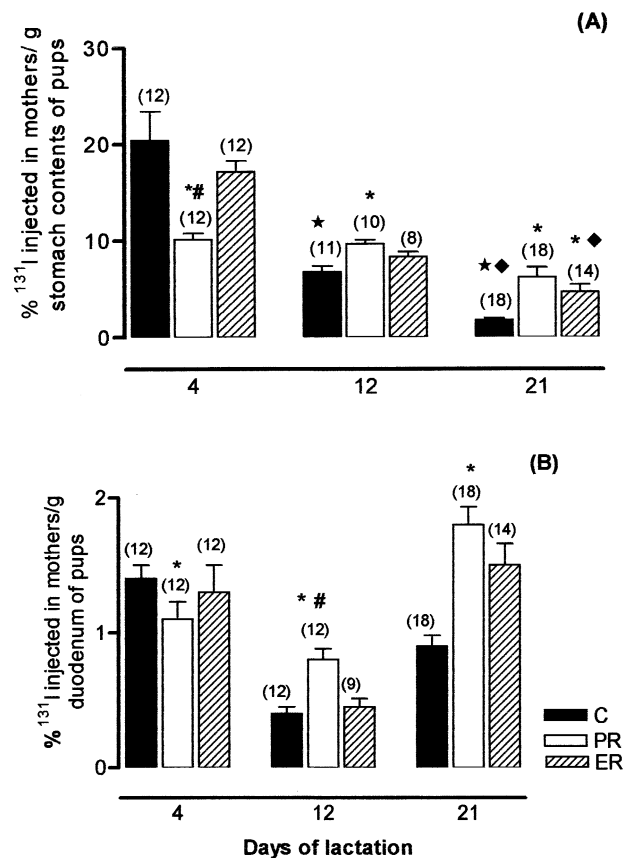 (A)
% ¹³¹I injected in mothers/ g
stomach contents of pups
30
20
10
0
(12)
*#
(12)
(12)
★
(11)
*
(10)
(8)
★◆
(18)
*
(18)
* ◆
(14)
4 12 21
(B)
% ¹³¹I injected in mothers/g
duodenum of pups
2
1
0
(12)
*
(12)
(12)
(12)
* #
(12)
(9)
(18)
*
(18)
(14)
C
PR
ER
4 12 21
Days of lactation